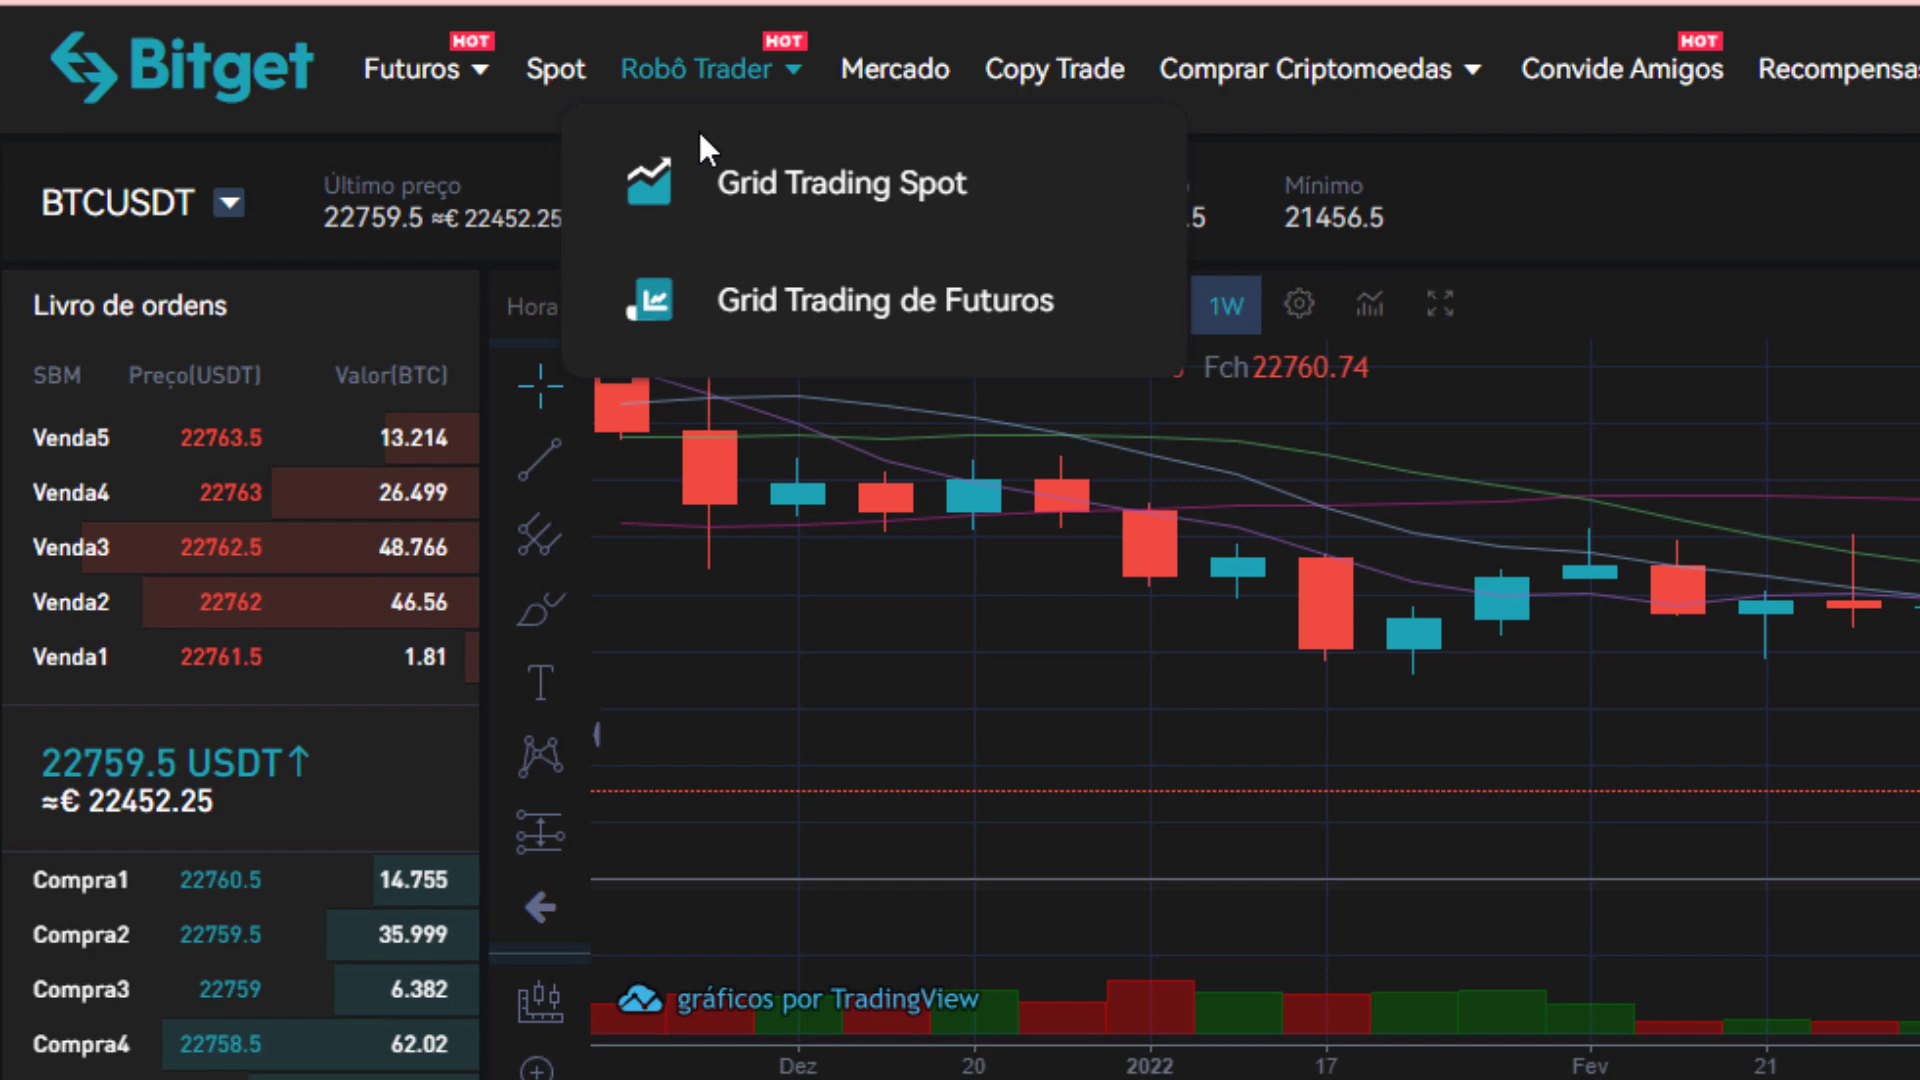 Bitget
Futuros HOT
Spot
Robô Trader HOT
Mercado
Copy Trade
Comprar Criptomoedas
Convide Amigos HOT
Recompensas
Grid Trading Spot
Grid Trading de Futuros
BTCUSDT
Último preço
22759.5 ≈€ 22452.25
.5
Mínimo
21456.5
Livro de ordens
SBM Preço(USDT) Valor(BTC)
Venda5 22763.5 13.214
Venda4 22763 26.499
Venda3 22762.5 48.766
Venda2 22762 46.56
Venda1 22761.5 1.81
22759.5 USDT↑
≈€ 22452.25
Compra1 22760.5 14.755
Compra2 22759.5 35.999
Compra3 22759 6.382
Compra4 22758.5 62.02
Hora
1W
Fch22760.74
T
gráficos por TradingView
Dez 20 2022 17 Fev 21